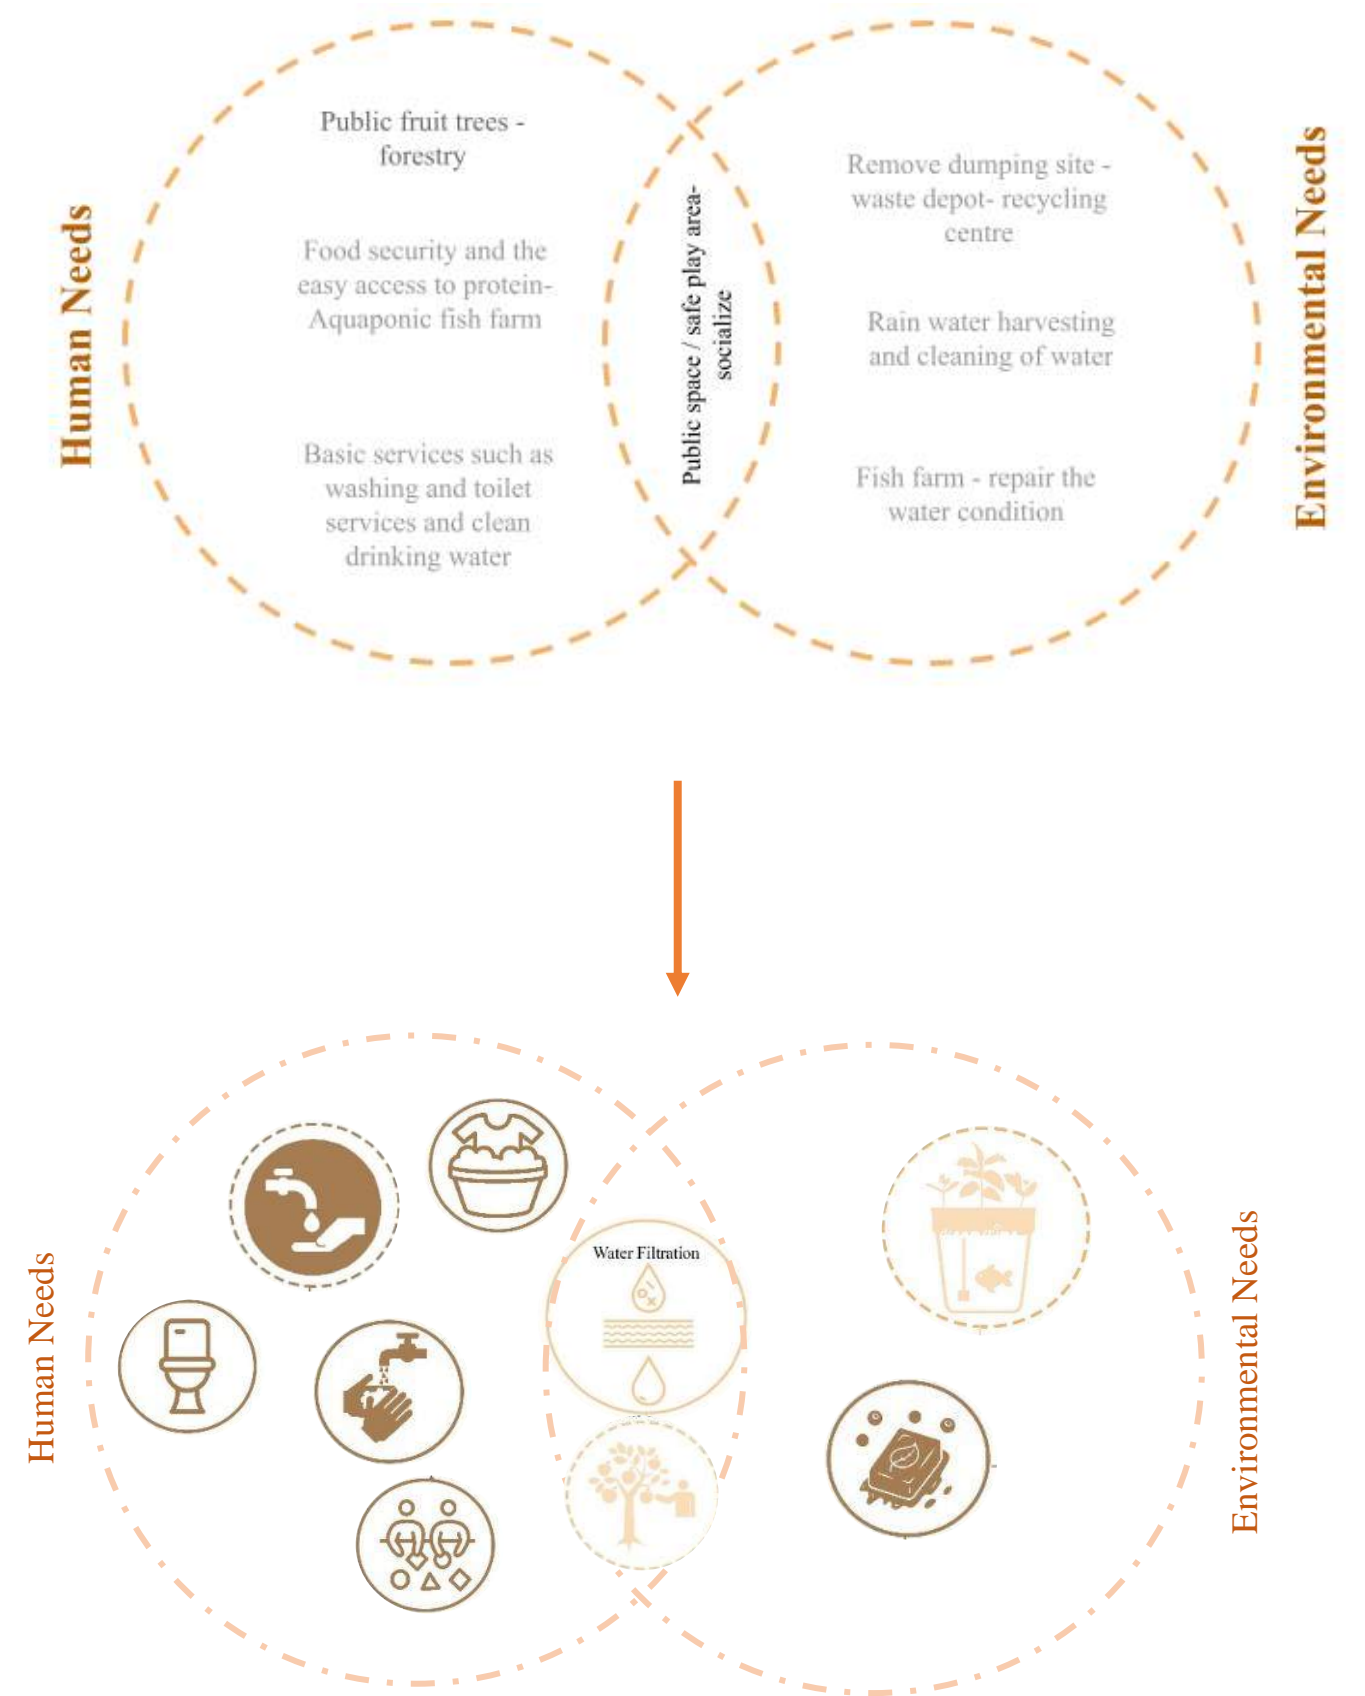 Human Needs
Public fruit trees -
forestry
Food security and the
easy access to protein-
Aquaponic fish farm
Basic services such as
washing and toilet
services and clean
drinking water
Public space / safe play area-
socialize
Remove dumping site -
waste depot- recycling
centre
Rain water harvesting
and cleaning of water
Fish farm - repair the
water condition
Environmental Needs
Human Needs
Water Filtration
Environmental Needs